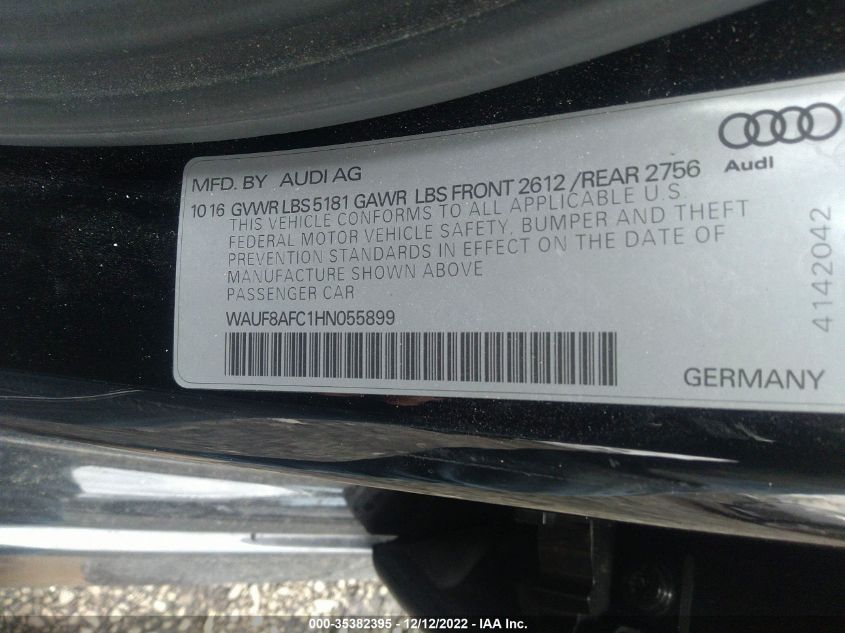 MFD. BY AUDI AG
10 16 GVWR LBS 5181 GAWR LBS FRONT 2612 / REAR 2756
THIS VEHICLE CONFORMS TO ALL APPLICABLE U.S.
FEDERAL MOTOR VEHICLE SAFETY, BUMPER AND THEFT
PREVENTION STANDARDS IN EFFECT ON THE DATE OF
MANUFACTURE SHOWN ABOVE
PASSENGER CAR
WAUF8AFC1HN055899
Audi
4142042
GERMANY
000-35382395 - 12/12/2022 - IAA Inc.